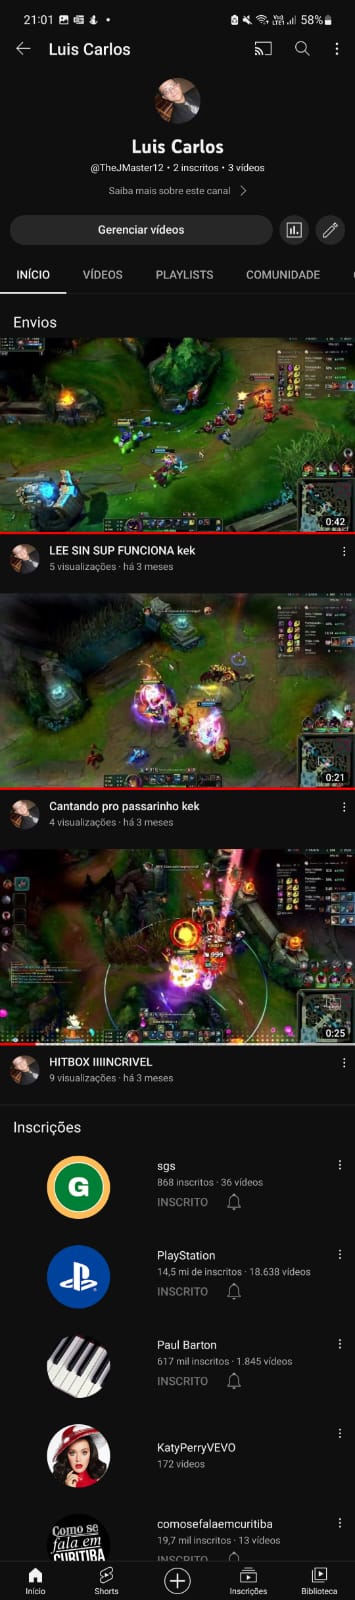 21:01
58%
Luis Carlos
Luis Carlos
@TheJMaster12 • 2 inscritos • 3 vídeos
Saiba mais sobre este canal
Gerenciar vídeos
INÍCIO VÍDEOS PLAYLISTS COMUNIDADE
Envios
0:42
LEE SIN SUP FUNCIONA kek
5 visualizações · há 3 meses
0:21
Cantando pro passarinho kek
4 visualizações · há 3 meses
999
0:25
HITBOX IIIINCRIVEL
9 visualizações · há 3 meses
Inscrições
G
sgs
868 inscritos · 36 vídeos
INSCRITO
PlayStation
14,5 mi de inscritos · 18.638 vídeos
INSCRITO
Paul Barton
617 mil inscritos · 1.845 vídeos
INSCRITO
KatyPerryVEVO
172 vídeos
Como se
fala em
CURITIBA
comosefalaemcuritiba
19,7 mil inscritos · 13 vídeos
INSCRITO
Início Shorts Inscrições Biblioteca